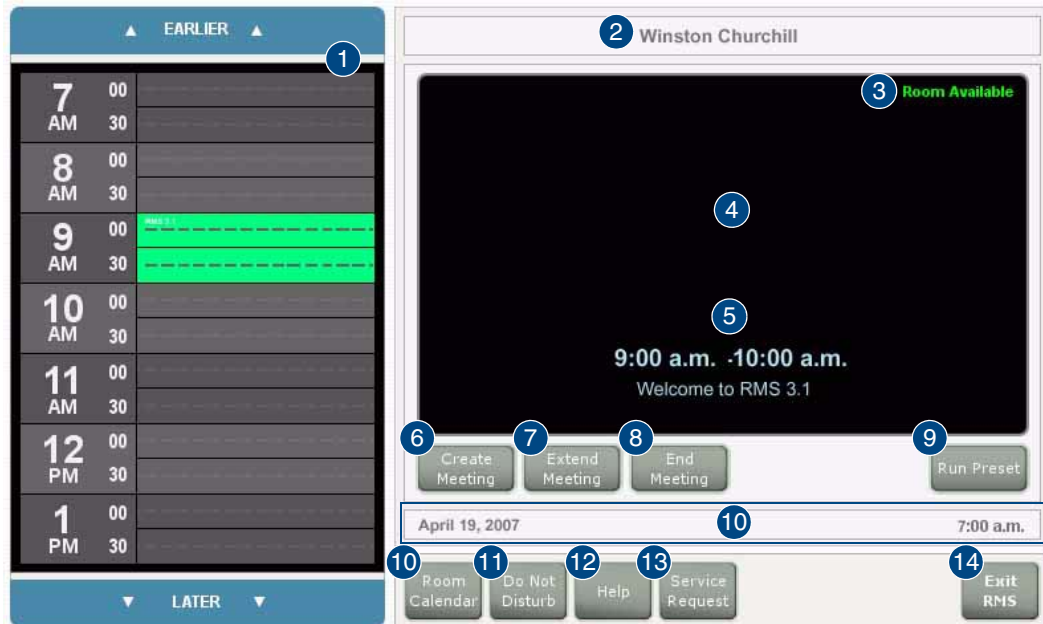 ▲ EARLIER ▲
1
7 AM 00
30
8 AM 00
30
9 AM 00 RMS 3.1
30
10 AM 00
30
11 AM 00
30
12 PM 00
30
1 PM 00
30
▼ LATER ▼
2 Winston Churchill
3 Room Available
4
5
9:00 a.m. -10:00 a.m.
Welcome to RMS 3.1
6 7 8 9
Create Meeting
Extend Meeting
End Meeting
Run Preset
April 19, 2007 10 7:00 a.m.
10 11 12 13 14
Room Calendar
Do Not Disturb
Help
Service Request
Exit RMS